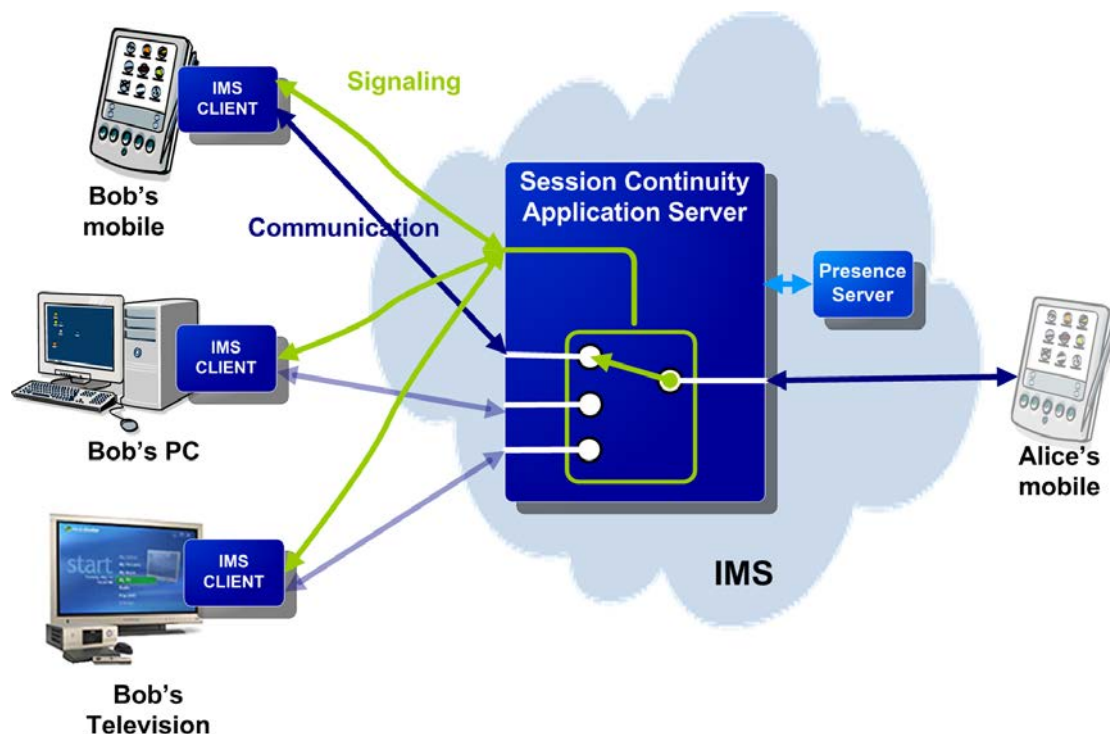 IMS
CLIENT
Signaling
Bob's
mobile
Communication
Session Continuity
Application Server
Presence
Server
IMS
CLIENT
Bob's PC
Alice's
mobile
IMS
start
IMS
CLIENT
Bob's
Television